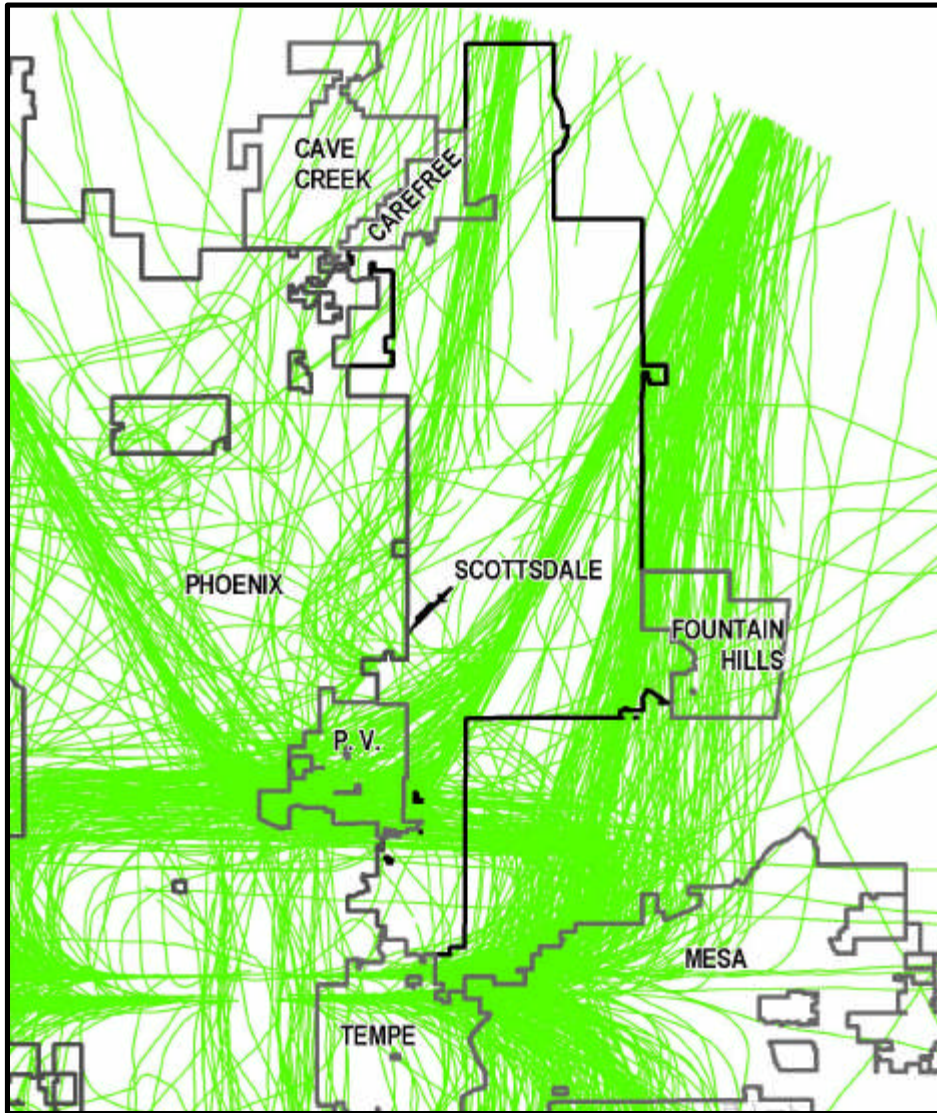 CAVE
CREEK
CAREFREE
PHOENIX
SCOTTSDALE
FOUNTAIN
HILLS
P. V.
MESA
TEMPE